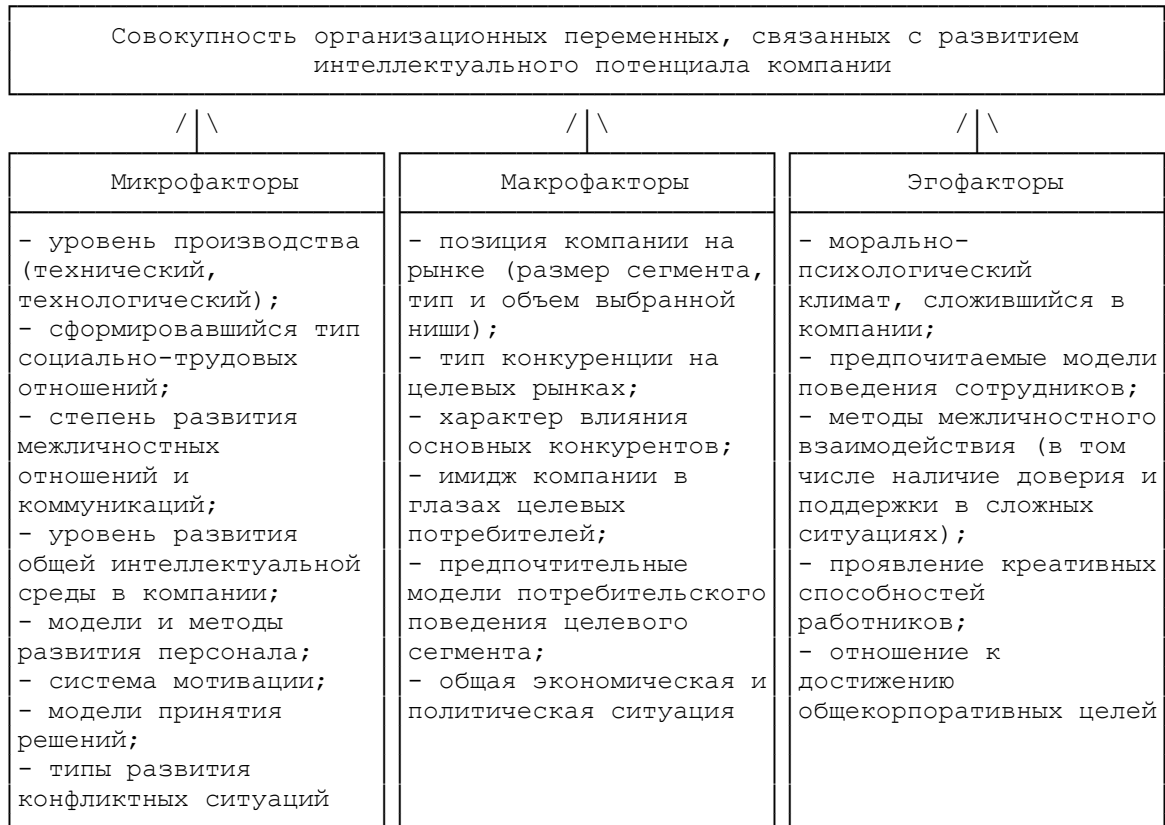 Совокупность организационных переменных, связанных с развитием
интеллектуального потенциала компании
Микрофакторы
- уровень производства
(технический,
технологический);
- сформировавшийся тип
социально-трудовых
отношений;
- степень развития
межличностных
отношений и
коммуникаций;
- уровень развития
общей интеллектуальной
среды в компании;
- модели и методы
развития персонала;
- система мотивации;
- модели принятия
решений;
- типы развития
конфликтных ситуаций
Макрофакторы
- позиция компании на
рынке (размер сегмента,
тип и объем выбранной
ниши);
- тип конкуренции на
целевых рынках;
- характер влияния
основных конкурентов;
- имидж компании в
глазах целевых
потребителей;
- предпочтительные
модели потребительского
поведения целевого
сегмента;
- общая экономическая и
политическая ситуация
Эгофакторы
- морально-
психологический
климат, сложившийся в
компании;
- предпочитаемые модели
поведения сотрудников;
- методы межличностного
взаимодействия (в том
числе наличие доверия и
поддержки в сложных
ситуациях);
- проявление креативных
способностей
работников;
- отношение к
достижению
общекорпоративных целей